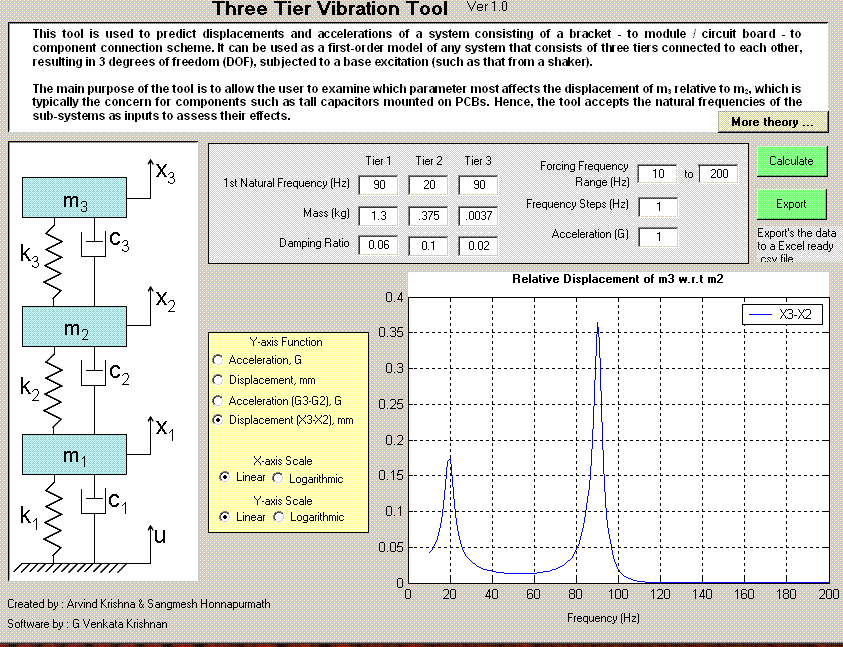 Three Tier Vibration Tool Ver 1.0
This tool is used to predict displacements and accelerations of a system consisting of a bracket - to module / circuit board - to
component connection scheme. It can be used as a first-order model of any system that consists of three tiers connected to each other,
resulting in 3 degrees of freedom (DOF), subjected to a base excitation (such as that from a shaker).
The main purpose of the tool is to allow the user to examine which parameter most affects the displacement of m₃ relative to m₂, which is
typically the concern for components such as tall capacitors mounted on PCBs. Hence, the tool accepts the natural frequencies of the
sub-systems as inputs to assess their effects.
More theory ...
x3
m3
k3
c3
x2
m2
k2
c2
x1
m1
k1
c1
u
Tier 1 Tier 2 Tier 3
1st Natural Frequency (Hz) 90 20 90
Mass (kg) 1.3 .375 .0037
Damping Ratio 0.06 0.1 0.02
Forcing Frequency
Range (Hz) 10 to 200
Frequency Steps (Hz) 1
Acceleration (G) 1
Calculate
Export
Export's the data
to a Excel ready
.csv file
Y-axis Function
Acceleration, G
Displacement, mm
Acceleration (G3-G2), G
Displacement (X3-X2), mm
X-axis Scale
Linear Logarithmic
Y-axis Scale
Linear Logarithmic
Relative Displacement of m3 w.r.t m2
X3-X2
0.4
0.35
0.3
0.25
0.2
0.15
0.1
0.05
0
0 20 40 60 80 100 120 140 160 180 200
Frequency (Hz)
Created by : Arvind Krishna & Sangmesh Honnapurmath
Software by : G Venkata Krishnan